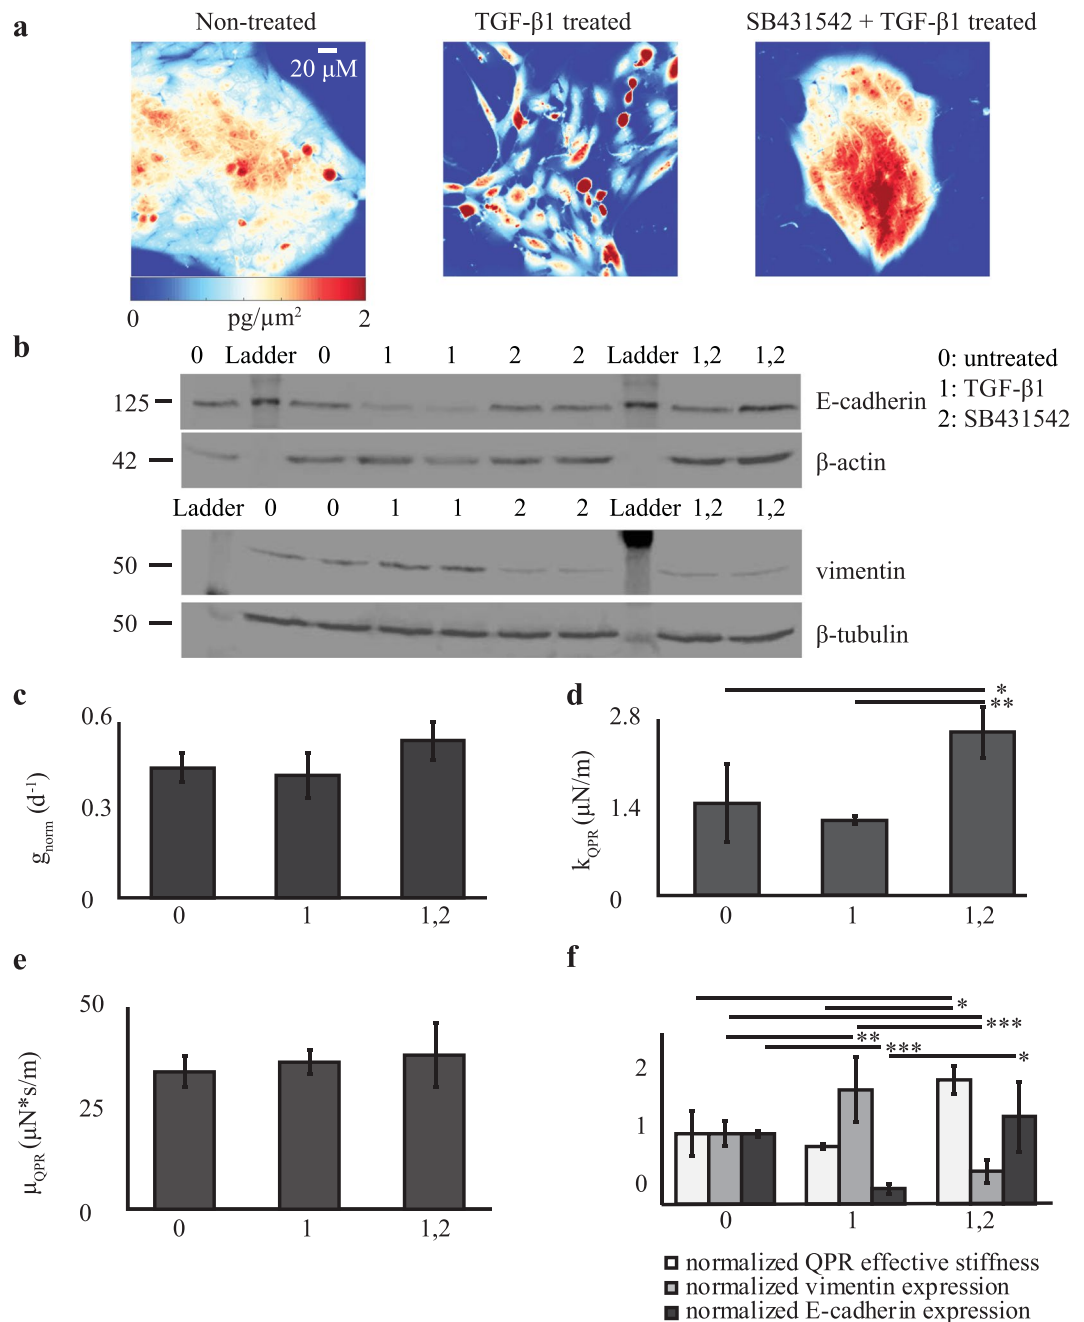 a
Non-treated
TGF-β1 treated
SB431542 + TGF-β1 treated
20 μM
0
pg/µm²
2
b
0 Ladder 0 1 1 2 2 Ladder 1,2 1,2
0: untreated
1: TGF-β1
2: SB431542
125
E-cadherin
42
β-actin
Ladder 0 0 1 1 2 2 Ladder 1,2 1,2
50
vimentin
50
β-tubulin
c
0.6
0.3
0
g_norm (d⁻¹)
0 1 1,2
d
*
**
2.8
1.4
0
k_QPR (µN/m)
0 1 1,2
e
50
25
0
µ_QPR (µN*s/m)
0 1 1,2
f
*
***
**
***
*
2
1
0
0 1 1,2
normalized QPR effective stiffness
normalized vimentin expression
normalized E-cadherin expression